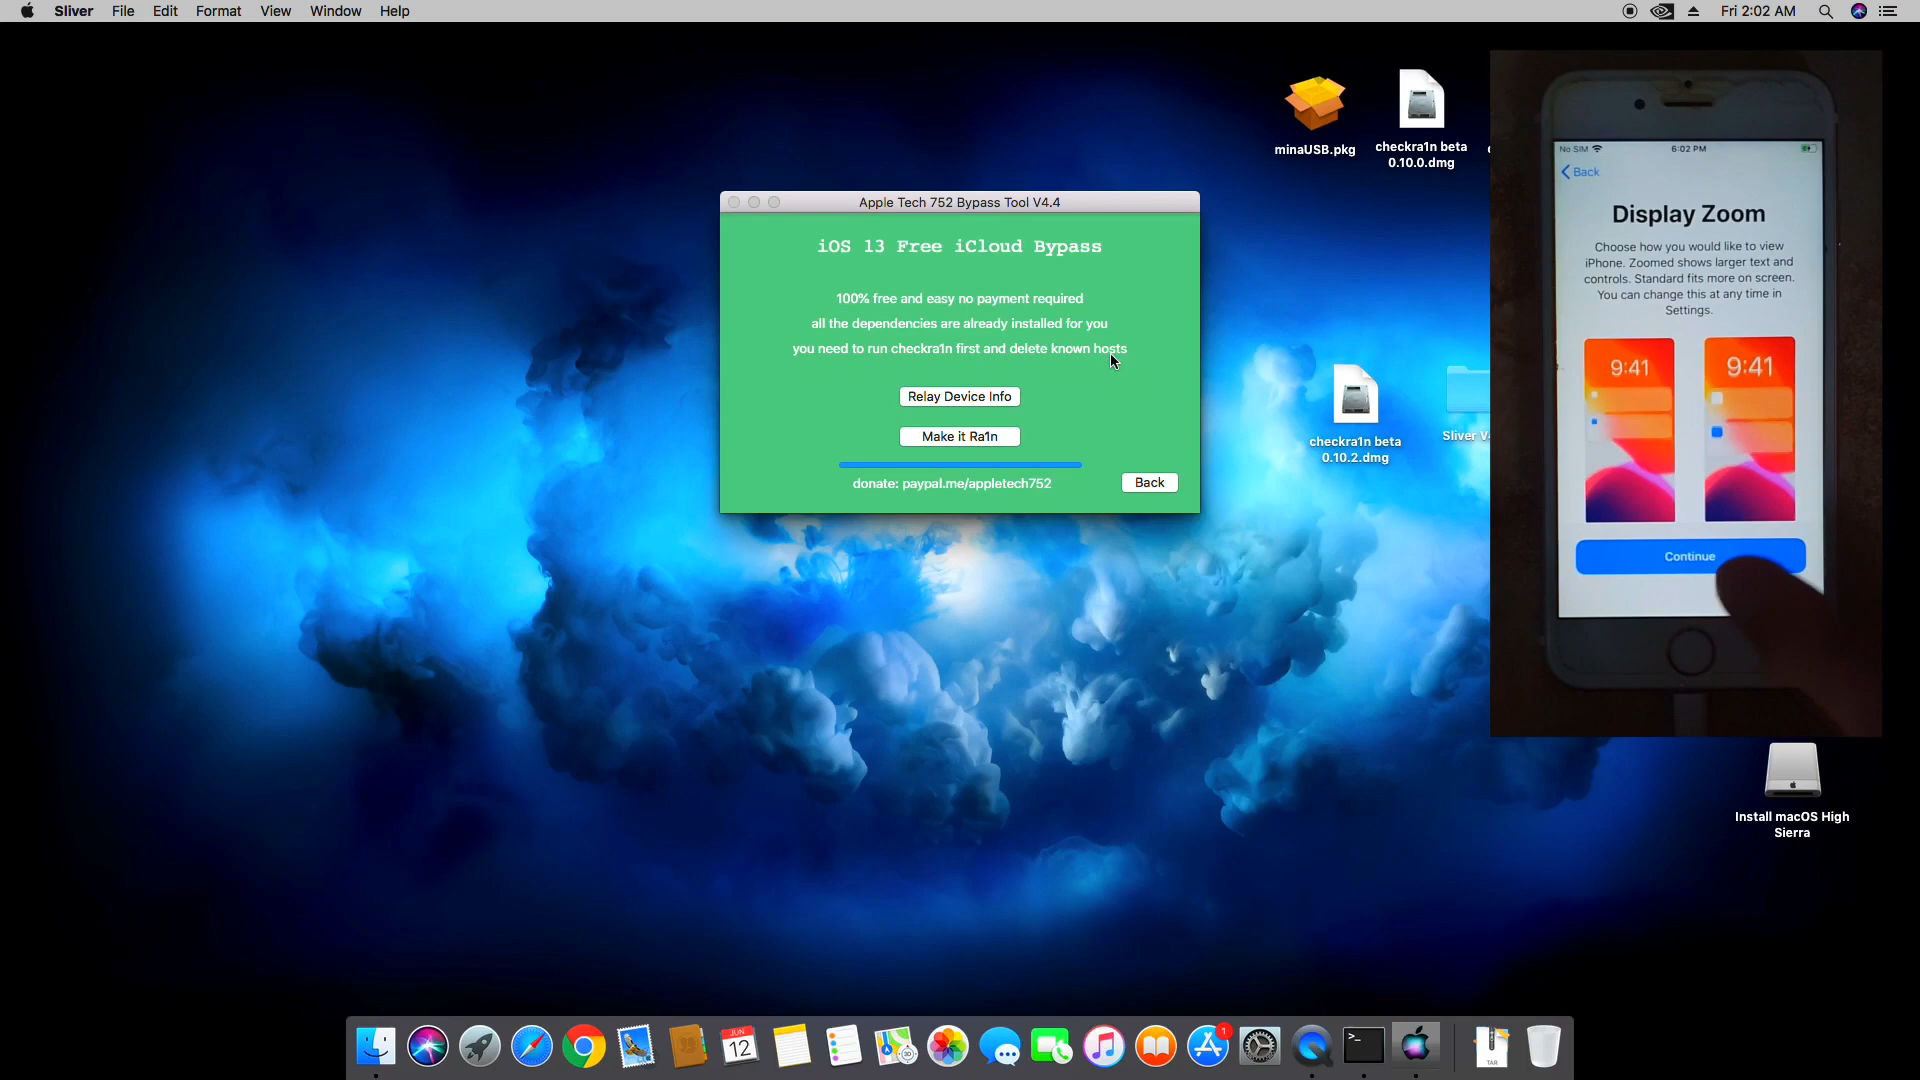 Sliver File Edit Format View Window Help
Fri 2:02 AM
minaUSB.pkg
checkra1n beta
0.10.0.dmg
Apple Tech 752 Bypass Tool V4.4
iOS 13 Free iCloud Bypass
100% free and easy no payment required
all the dependencies are already installed for you
you need to run checkra1n first and delete known hosts
Relay Device Info
Make it Ra1n
donate: paypal.me/appletech752
Back
checkra1n beta
0.10.2.dmg
Sliver V
No SIM 6:02 PM
Back
Display Zoom
Choose how you would like to view
iPhone. Zoomed shows larger text and
controls. Standard fits more on screen.
You can change this at any time in
Settings.
9:41
9:41
Continue
Install macOS High
Sierra
JUN
12
3D
1
>_
TAR